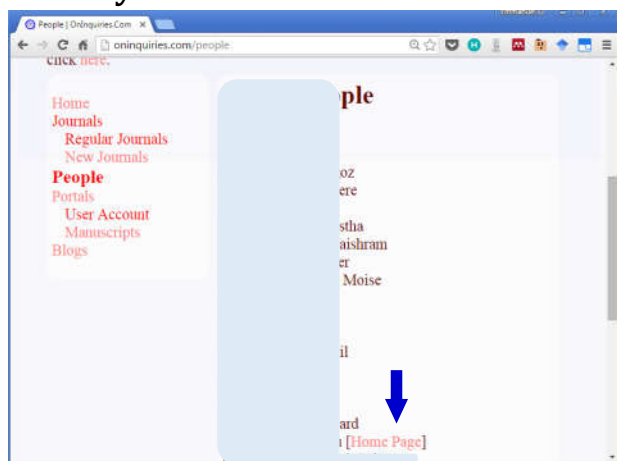 People | OnInquiries.Com
oninquiries.com/people
click here.
Home
Journals
Regular Journals
New Journals
People
Portals
User Account
Manuscripts
Blogs
ple
oz
ere
stha
aishram
er
Moise
il
ard
[Home Page]